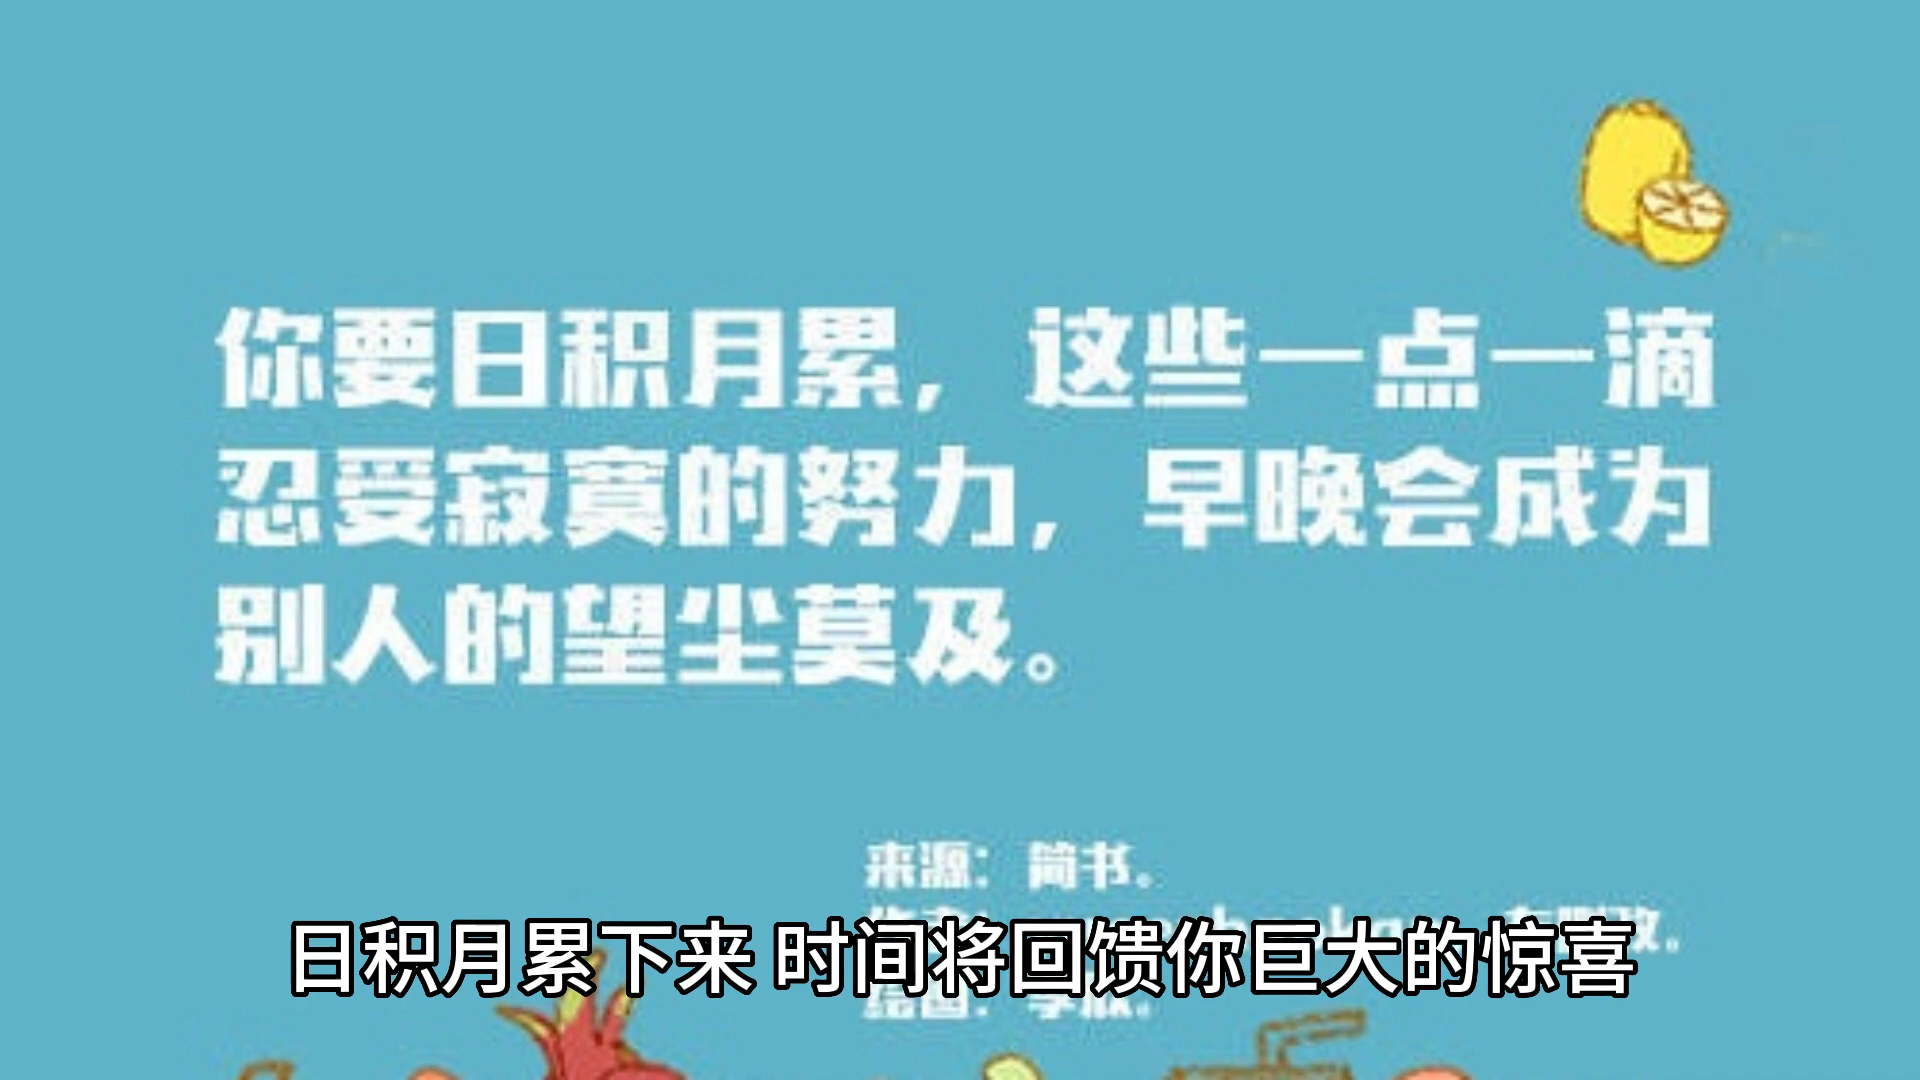 你要日积月累，这些一点一滴
忍受寂寞的努力，早晚会成为
别人的望尘莫及。
来源：简书。
日积月累下来 时间将回馈你巨大的惊喜